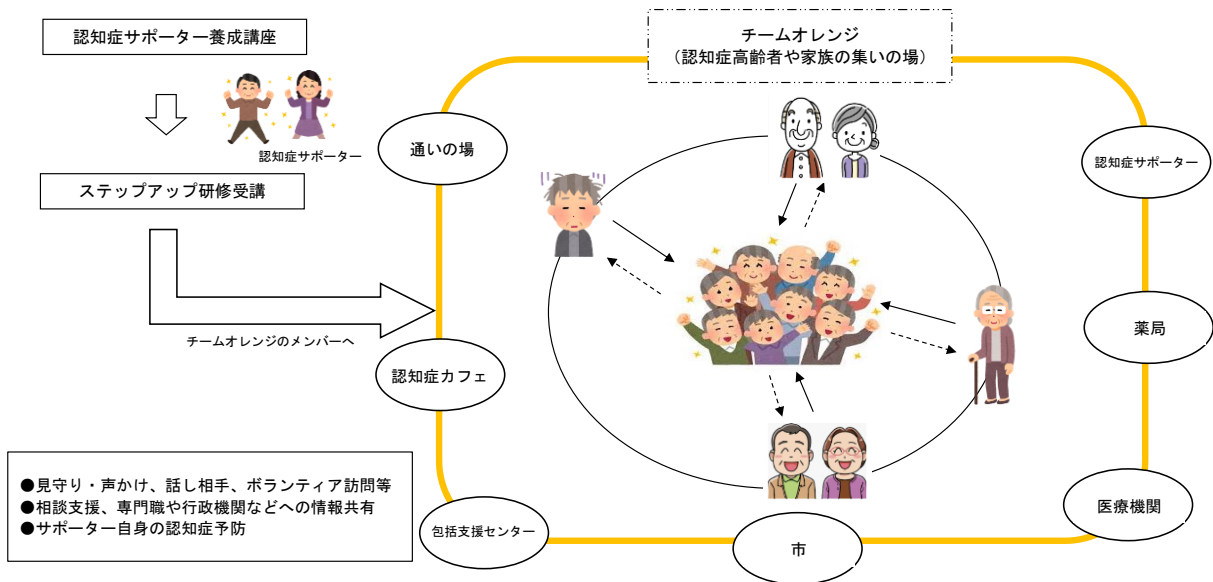 認知症サポーター養成講座
認知症サポーター
ステップアップ研修受講
チームオレンジのメンバーへ
●見守り・声かけ、話し相手、ボランティア訪問等
●相談支援、専門職や行政機関などへの情報共有
●サポーター自身の認知症予防
チームオレンジ
(認知症高齢者や家族の集いの場)
通いの場
認知症サポーター
薬局
認知症カフェ
医療機関
包括支援センター
市